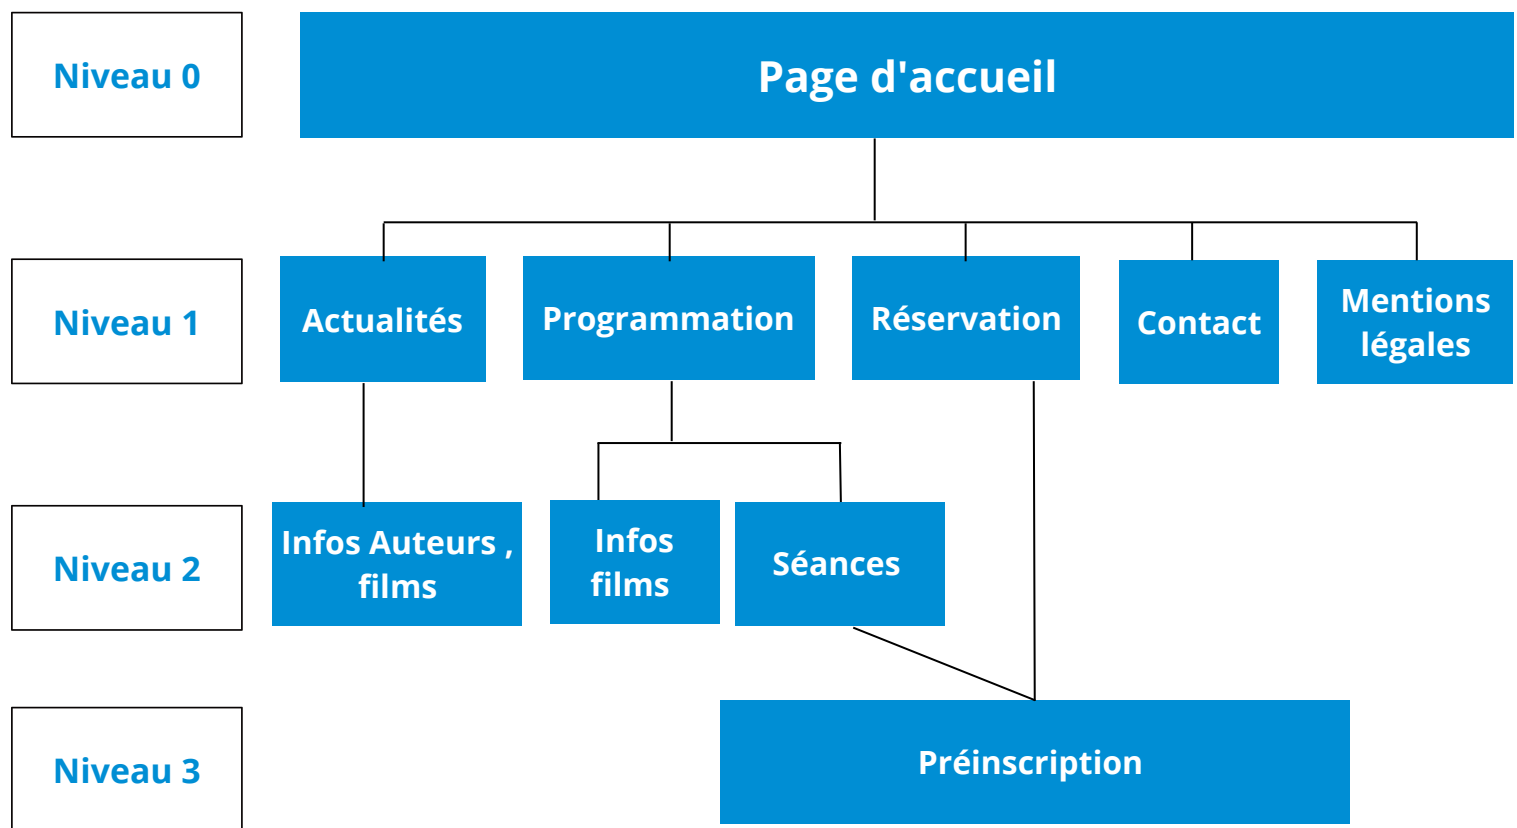 Niveau 0
Page d'accueil
Niveau 1
Actualités
Programmation
Réservation
Contact
Mentions
légales
Niveau 2
Infos Auteurs ,
films
Infos
films
Séances
Niveau 3
Préinscription